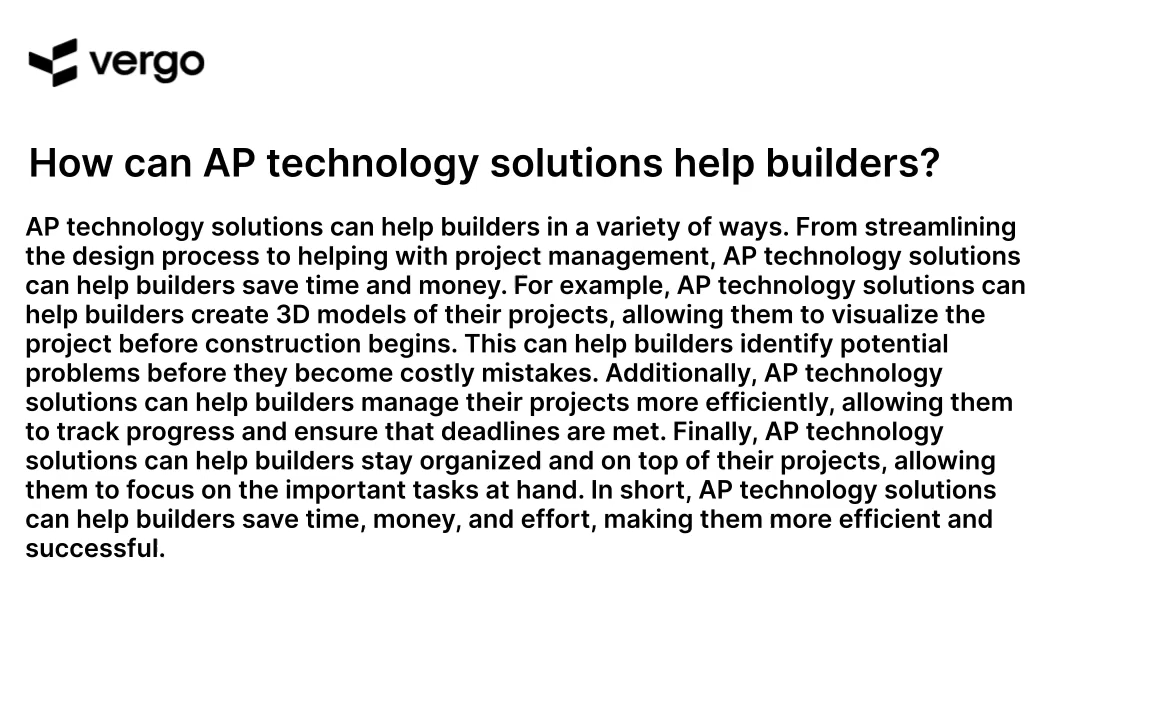 vergo
How can AP technology solutions help builders?
AP technology solutions can help builders in a variety of ways. From streamlining
the design process to helping with project management, AP technology solutions
can help builders save time and money. For example, AP technology solutions can
help builders create 3D models of their projects, allowing them to visualize the
project before construction begins. This can help builders identify potential
problems before they become costly mistakes. Additionally, AP technology
solutions can help builders manage their projects more efficiently, allowing them
to track progress and ensure that deadlines are met. Finally, AP technology
solutions can help builders stay organized and on top of their projects, allowing
them to focus on the important tasks at hand. In short, AP technology solutions
can help builders save time, money, and effort, making them more efficient and
successful.